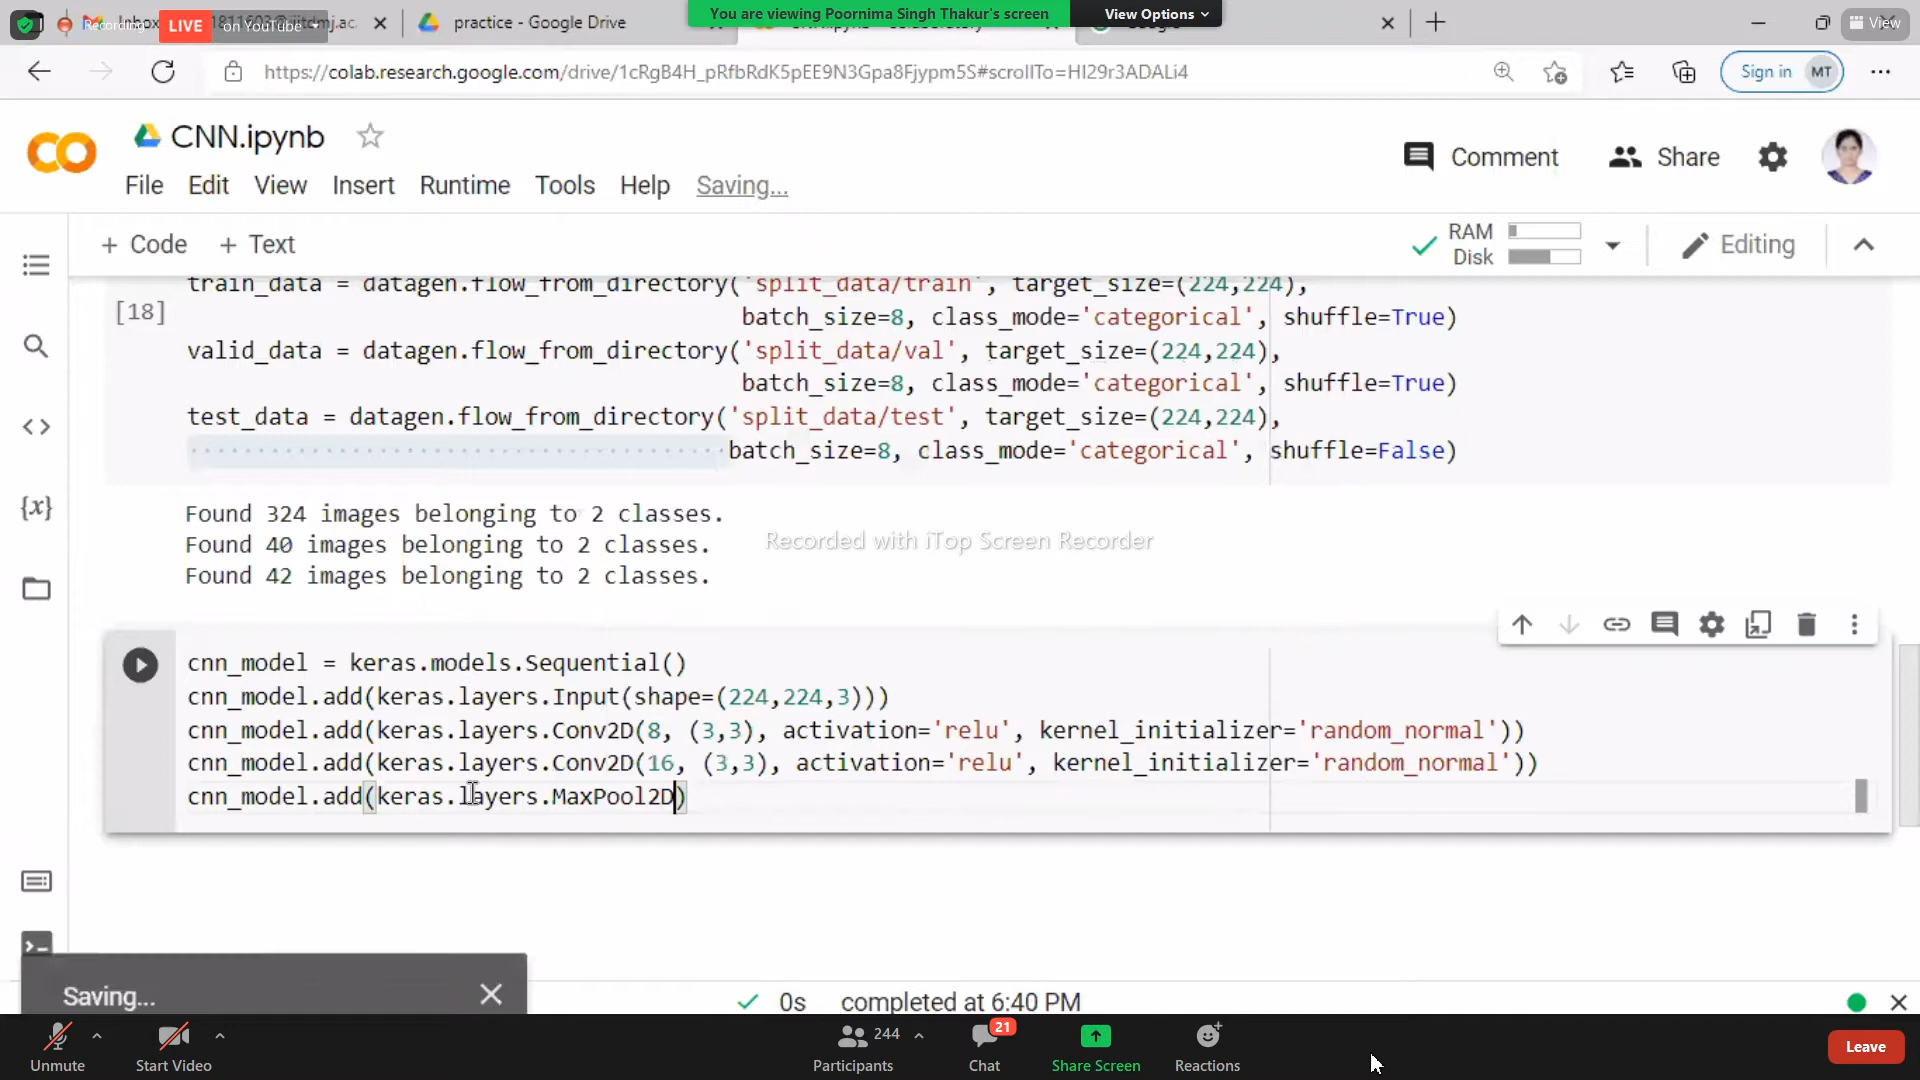 Inbo
1811603@iiitdmj.ac.
Recording
LIVE
on YouTube
practice - Google Drive
You are viewing Poornima Singh Thakur's screen
View Options
View
https://colab.research.google.com/drive/1cRgB4H_pRfbRdK5pEE9N3Gpa8Fjypm5S#scrollTo=HI29r3ADALi4
Sign in
MT
CNN.ipynb
Comment
Share
File Edit View Insert Runtime Tools Help Saving...
+ Code + Text
RAM
Disk
Editing
train_data = datagen.flow_from_directory('split_data/train', target_size=(224,224),
[18]
batch_size=8, class_mode='categorical', shuffle=True)
valid_data = datagen.flow_from_directory('split_data/val', target_size=(224,224),
batch_size=8, class_mode='categorical', shuffle=True)
test_data = datagen.flow_from_directory('split_data/test', target_size=(224,224),
batch_size=8, class_mode='categorical', shuffle=False)
Found 324 images belonging to 2 classes.
Found 40 images belonging to 2 classes.
Found 42 images belonging to 2 classes.
Recorded with iTop Screen Recorder
cnn_model = keras.models.Sequential()
cnn_model.add(keras.layers.Input(shape=(224,224,3)))
cnn_model.add(keras.layers.Conv2D(8, (3,3), activation='relu', kernel_initializer='random_normal'))
cnn_model.add(keras.layers.Conv2D(16, (3,3), activation='relu', kernel_initializer='random_normal'))
cnn_model.add(keras.layers.MaxPool2D)
Saving...
0s completed at 6:40 PM
Unmute
Start Video
244
Participants
21
Chat
Share Screen
Reactions
Leave